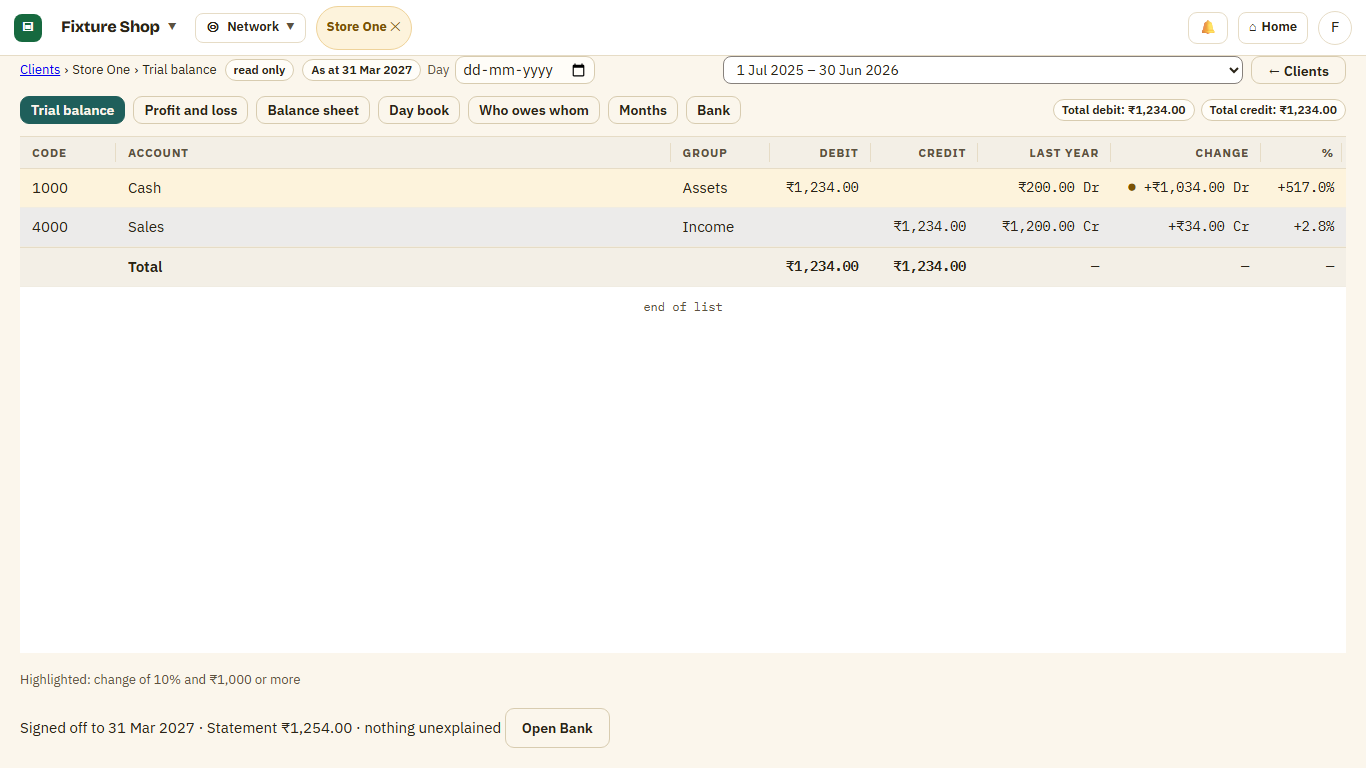 Fixture Shop ▼ Network ▼ Store One × Home F
Clients › Store One › Trial balance read only As at 31 Mar 2027 Day dd-mm-yyyy 1 Jul 2025 – 30 Jun 2026 ← Clients
Trial balance Profit and loss Balance sheet Day book Who owes whom Months Bank Total debit: ₹1,234.00 Total credit: ₹1,234.00
CODE ACCOUNT GROUP DEBIT CREDIT LAST YEAR CHANGE %
1000 Cash Assets ₹1,234.00 ₹200.00 Dr ● +₹1,034.00 Dr +517.0%
4000 Sales Income ₹1,234.00 ₹1,200.00 Cr +₹34.00 Cr +2.8%
Total ₹1,234.00 ₹1,234.00 — — —
end of list
Highlighted: change of 10% and ₹1,000 or more
Signed off to 31 Mar 2027 · Statement ₹1,254.00 · nothing unexplained Open Bank